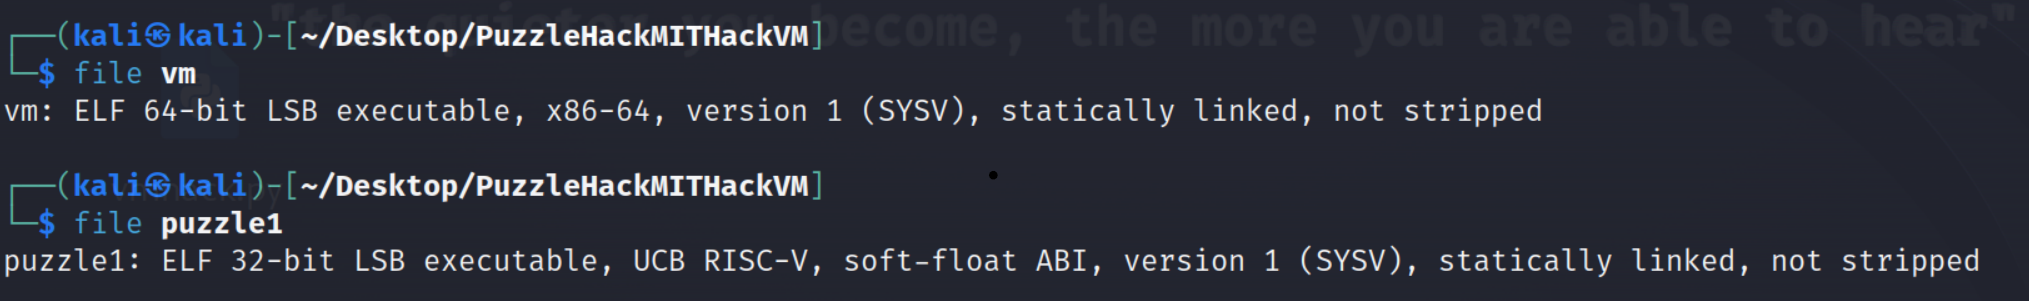 "the quieter you become, the more you are able to hear"
┌──(kali㉿kali)-[~/Desktop/PuzzleHackMITHackVM]
└─$ file vm
vm: ELF 64-bit LSB executable, x86-64, version 1 (SYSV), statically linked, not stripped
┌──(kali㉿kali)-[~/Desktop/PuzzleHackMITHackVM]
└─$ file puzzle1
puzzle1: ELF 32-bit LSB executable, UCB RISC-V, soft-float ABI, version 1 (SYSV), statically linked, not stripped